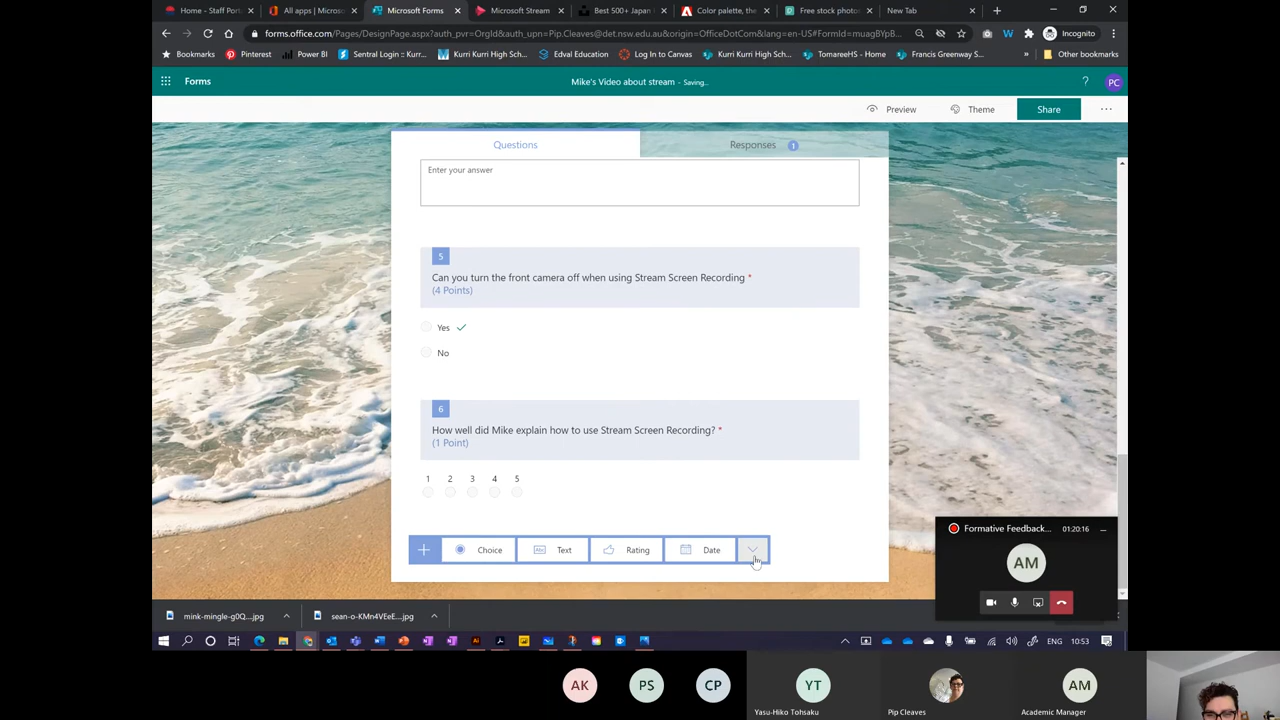 Home - Staff Por
All apps | Microso
Microsoft Forms
Microsoft Stream
Best 500+ Japan
Color palette, the
Free stock photo
New Tab
forms.office.com/Pages/DesignPage.aspx?auth_pvr=OrgId&auth_upn=Pip.Cleaves@det.nsw.edu.au&origin=OfficeDotCom&lang=en-US&FormId=muagBYpB...
Incognito
Bookmarks
Pinterest
Power BI
Sentral Login :: Kurr...
Kurri Kurri High Sch...
Edval Education
Log In to Canvas
Kurri Kurri High Sch...
TomareeHS - Home
Francis Greenway S...
»
Other bookmarks
Forms
Mike's Video about stream - Saving...
?
PC
Preview
Theme
Share
...
Questions
Responses 1
Enter your answer
5
Can you turn the front camera off when using Stream Screen Recording *
(4 Points)
Yes
No
6
How well did Mike explain how to use Stream Screen Recording? *
(1 Point)
1 2 3 4 5
Choice
Abc Text
Rating
Date
Formative Feedback...
01:20:16
AM
mink-mingle-g0Q....jpg
sean-o-KMn4VEeE....jpg
ENG
10:53
AK
PS
CP
YT
Yasu-Hiko Tohsaku
Pip Cleaves
AM
Academic Manager